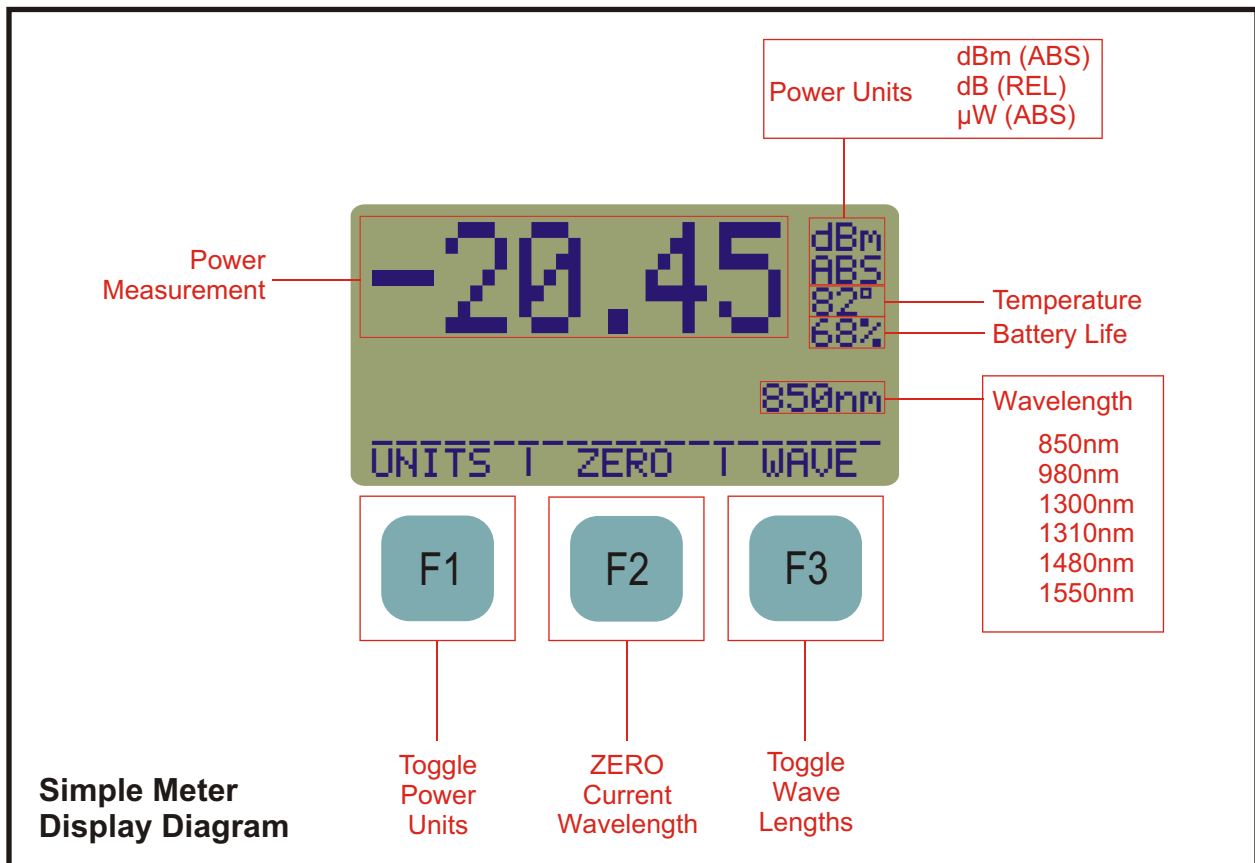 dBm (ABS)
Power Units dB (REL)
µW (ABS)
-20.45
dBm
ABS
82°
68%
Power
Measurement
Temperature
Battery Life
850nm
Wavelength
850nm
980nm
1300nm
1310nm
1480nm
1550nm
UNITS | ZERO | WAVE
F1 F2 F3
Toggle
Power
Units
ZERO
Current
Wavelength
Toggle
Wave
Lengths
Simple Meter
Display Diagram